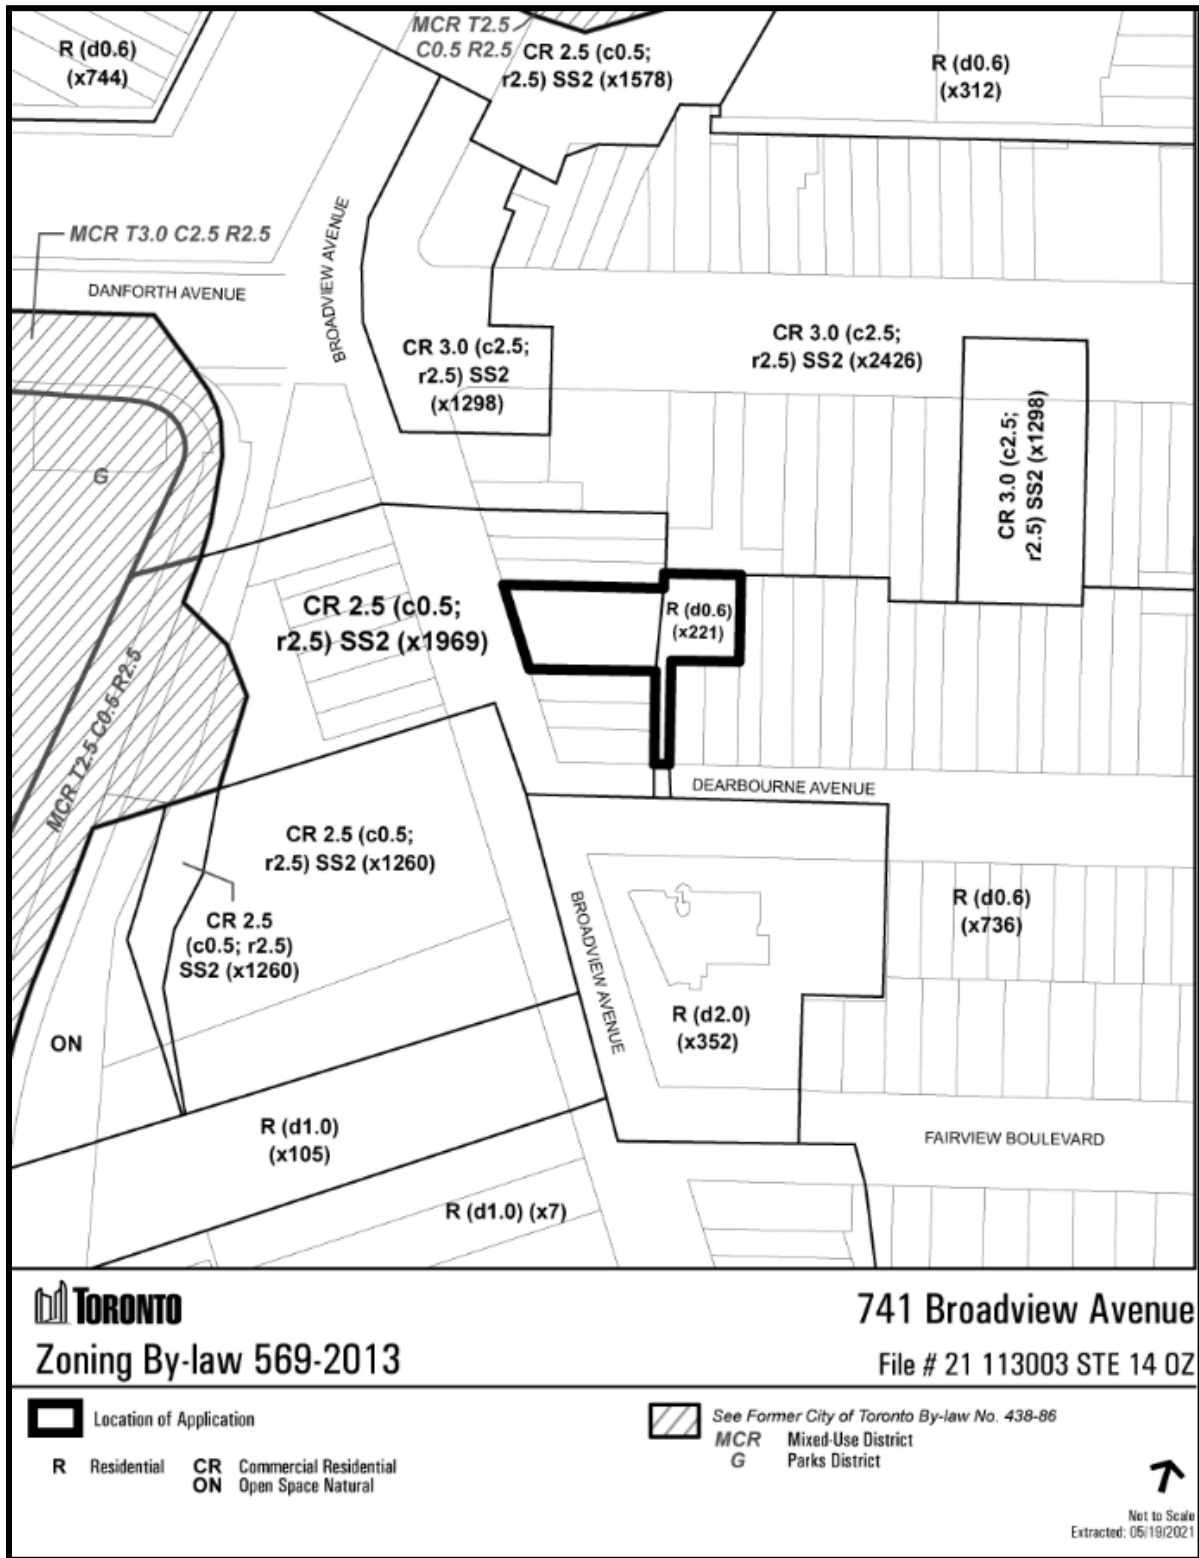 MCR T2.5
C0.5 R2.5
R (d0.6)
(x744)
CR 2.5 (c0.5;
r2.5) SS2 (x1578)
R (d0.6)
(x312)
BROADVIEW AVENUE
MCR T3.0 C2.5 R2.5
DANFORTH AVENUE
CR 3.0 (c2.5;
r2.5) SS2
(x1298)
CR 3.0 (c2.5;
r2.5) SS2 (x2426)
CR 3.0 (c2.5;
r2.5) SS2 (x1298)
G
CR 2.5 (c0.5;
r2.5) SS2 (x1969)
R (d0.6)
(x221)
MCR T2.5 C0.5 R2.5
DEARBOURNE AVENUE
CR 2.5 (c0.5;
r2.5) SS2 (x1260)
CR 2.5
(c0.5; r2.5)
SS2 (x1260)
BROADVIEW AVENUE
R (d0.6)
(x736)
R (d2.0)
(x352)
ON
R (d1.0)
(x105)
FAIRVIEW BOULEVARD
R (d1.0) (x7)
TORONTO
741 Broadview Avenue
Zoning By-law 569-2013
File # 21 113003 STE 14 OZ
Location of Application
R Residential
CR Commercial Residential
ON Open Space Natural
See Former City of Toronto By-law No. 438-86
MCR Mixed-Use District
G Parks District
Not to Scale
Extracted: 05/19/2021